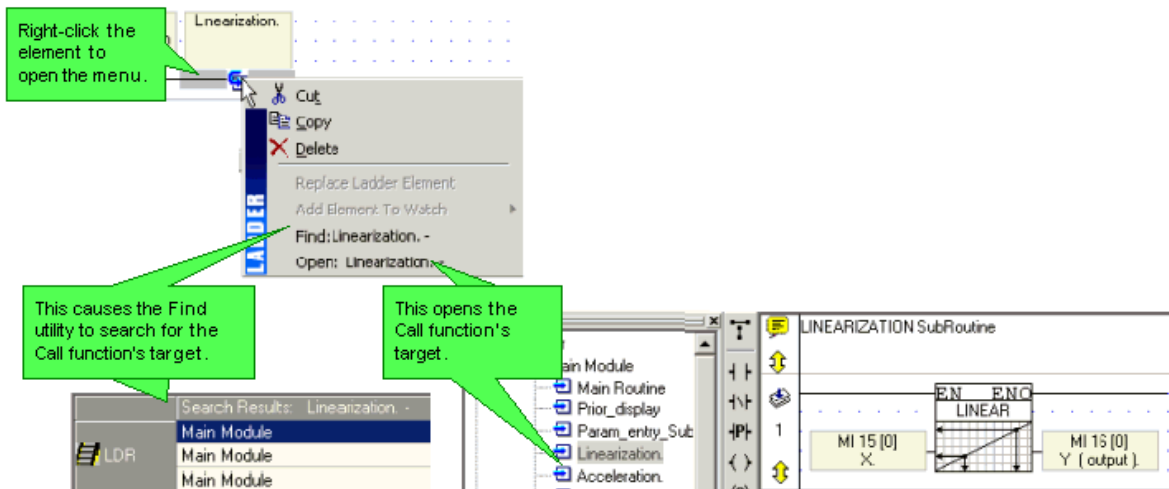 Right-click the
element to
open the menu.
Linearization.
Cut
Copy
Delete
Replace Ladder Element
Add Element To Watch
Find:Linearization. -
Open: Linearization. -
LADDER
This causes the Find
utility to search for the
Call function's target.
This opens the
Call function's
target.
Search Results: Linearization. -
LDR
Main Module
Main Module
Main Module
ain Module
Main Routine
Prior_display
Param_entry_Sub
Linearization.
Acceleration.
LINEARIZATION SubRoutine
1
EN ENO
LINEAR
MI 15 [0]
X.
MI 16 [0]
Y ( output ).